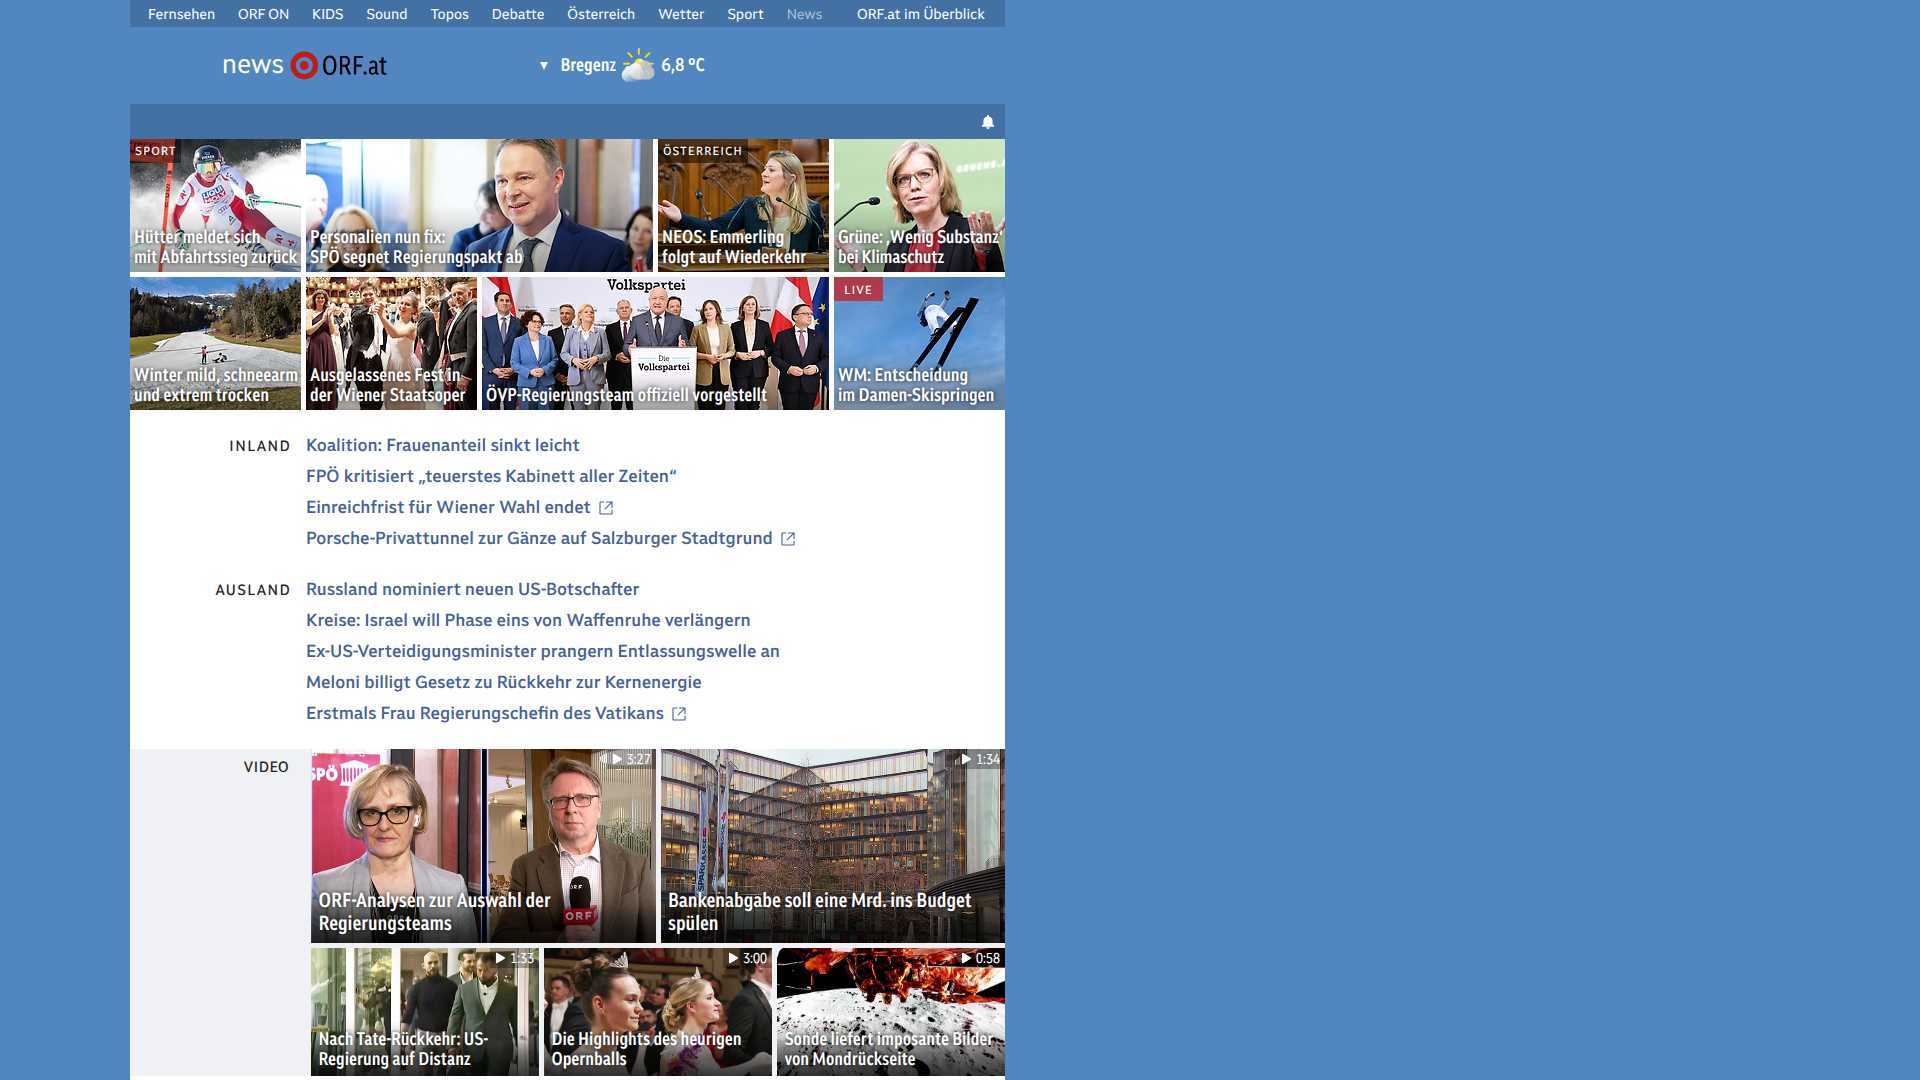 Fernsehen ORF ON KIDS Sound Topos Debatte Österreich Wetter Sport News ORF.at im Überblick
news ORF.at
Bregenz 6,8 °C
SPORT
Hütter meldet sich
mit Abfahrtssieg zurück
Personalien nun fix:
SPÖ segnet Regierungspakt ab
ÖSTERREICH
NEOS: Emmerling
folgt auf Wiederkehr
Grüne: „Wenig Substanz“
bei Klimaschutz
Winter mild, schneearm
und extrem trocken
Ausgelassenes Fest in
der Wiener Staatsoper
Volkspartei
Die
Volkspartei
ÖVP-Regierungsteam offiziell vorgestellt
LIVE
WM: Entscheidung
im Damen-Skispringen
INLAND
Koalition: Frauenanteil sinkt leicht
FPÖ kritisiert „teuerstes Kabinett aller Zeiten“
Einreichfrist für Wiener Wahl endet
Porsche-Privattunnel zur Gänze auf Salzburger Stadtgrund
AUSLAND
Russland nominiert neuen US-Botschafter
Kreise: Israel will Phase eins von Waffenruhe verlängern
Ex-US-Verteidigungsminister prangern Entlassungswelle an
Meloni billigt Gesetz zu Rückkehr zur Kernenergie
Erstmals Frau Regierungschefin des Vatikans
VIDEO
3:27
SPÖ
ORF
ORF-Analysen zur Auswahl der
Regierungsteams
1:34
SPARKASSE
Bankenabgabe soll eine Mrd. ins Budget
spülen
1:33
Nach Tate-Rückkehr: US-
Regierung auf Distanz
3:00
Die Highlights des heurigen
Opernballs
0:58
Sonde liefert imposante Bilder
von Mondrückseite